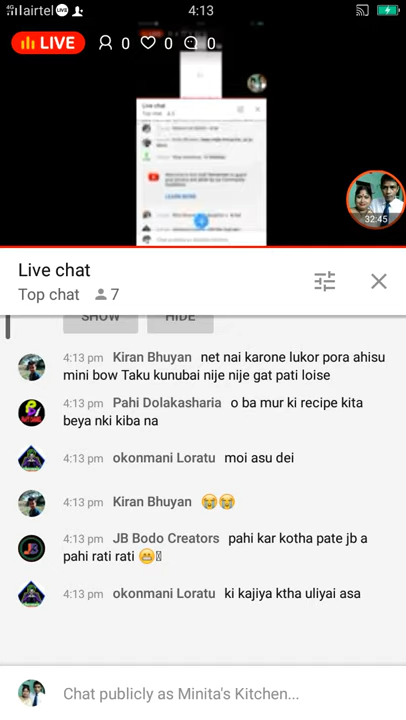 4G airtel LIVE 4:13
LIVE 0 0 0
Live chat
32:45
Live chat
Top chat 7
SHOW HIDE
4:13 pm Kiran Bhuyan net nai karone lukor pora ahisu
mini bow Taku kunubai nije nije gat pati loise
4:13 pm Pahi Dolakasharia o ba mur ki recipe kita
beya nki kiba na
4:13 pm okonmani Loratu moi asu dei
4:13 pm Kiran Bhuyan 😭😭
4:13 pm JB Bodo Creators pahi kar kotha pate jb a
pahi rati rati 😁
4:13 pm okonmani Loratu ki kajiya ktha uliyai asa
Chat publicly as Minita's Kitchen...